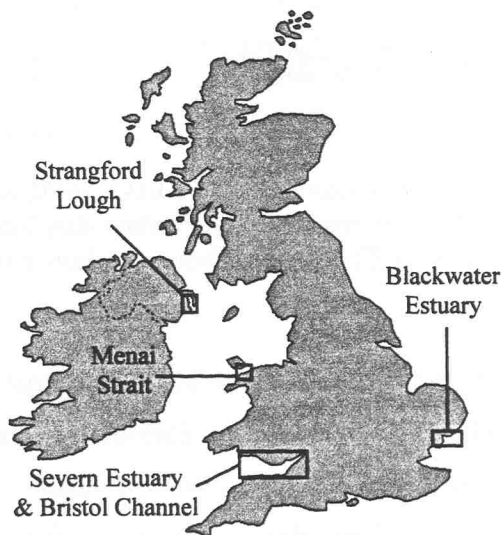 Strangford
Lough
Blackwater
Estuary
Menai
Strait
Severn Estuary
& Bristol Channel